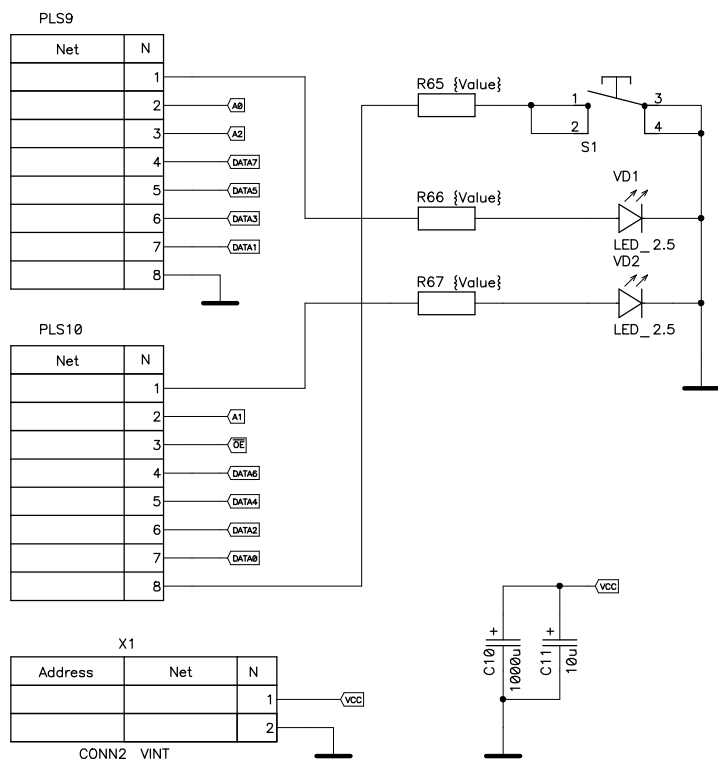 PLS9
Net N
1
2 A0
3 A2
4 DATA7
5 DATA5
6 DATA3
7 DATA1
8
PLS10
Net N
1
2 A1
3 OE
4 DATA6
5 DATA4
6 DATA2
7 DATA0
8
X1
Address Net N
1 VCC
2
CONN2 VINT
R65 {Value}
1 3
2 4
S1
R66 {Value}
VD1
LED_2.5
R67 {Value}
VD2
LED_2.5
VCC
+ +
C10 1000u
C11 10u